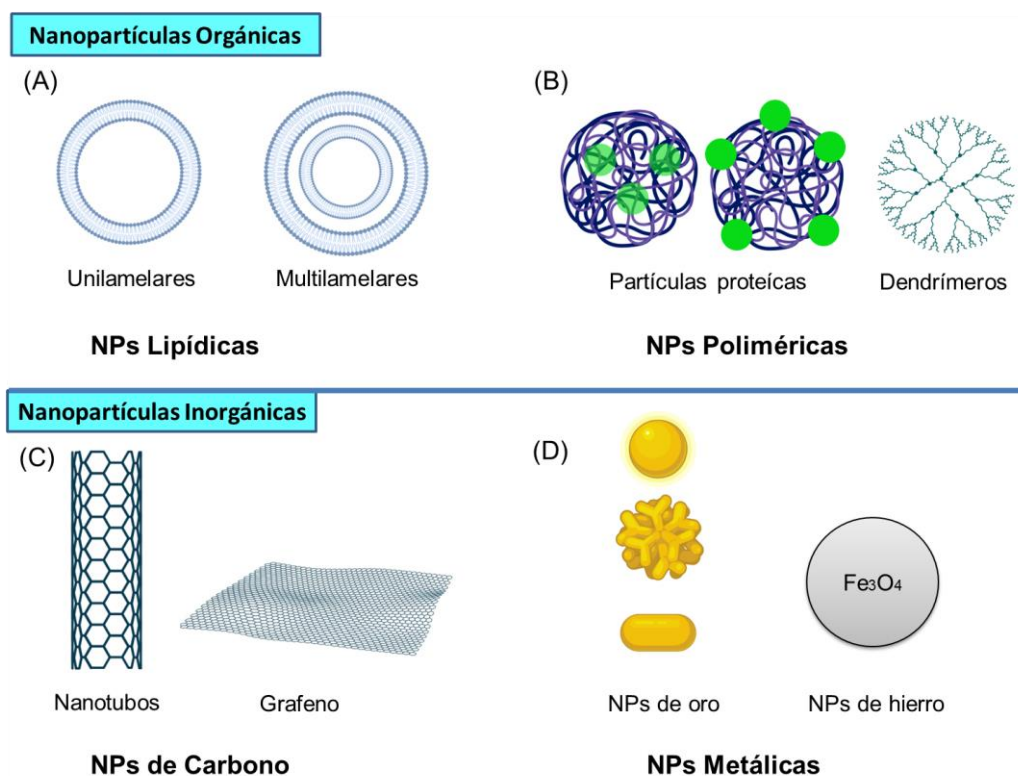 Nanopartículas Orgánicas
(A)
(B)
Unilamelares
Multilamelares
Partículas proteícas
Dendrímeros
NPs Lipídicas
NPs Poliméricas
Nanopartículas Inorgánicas
(C)
(D)
Fe₃O₄
Nanotubos
Grafeno
NPs de oro
NPs de hierro
NPs de Carbono
NPs Metálicas